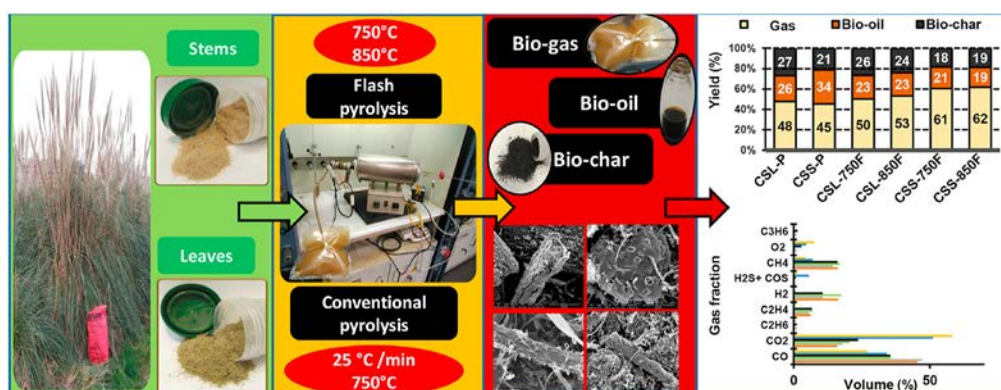 Stems
Leaves
750°C
850°C
Flash
pyrolysis
Conventional
pyrolysis
25 °C /min
750°C
Bio-gas
Bio-oil
Bio-char
Gas Bio-oil Bio-char
Yield (%)
100%
80%
60%
40%
20%
0%
27 21 26 24 18 19
26 34 23 23 21 19
48 45 50 53 61 62
CSL-P
CSS-P
CSL-750F
CSL-850F
CSS-750F
CSS-850F
Gas fraction
C3H6
O2
CH4
H2S+ COS
H2
C2H4
C2H6
CO2
CO
0 50
Volume (%)